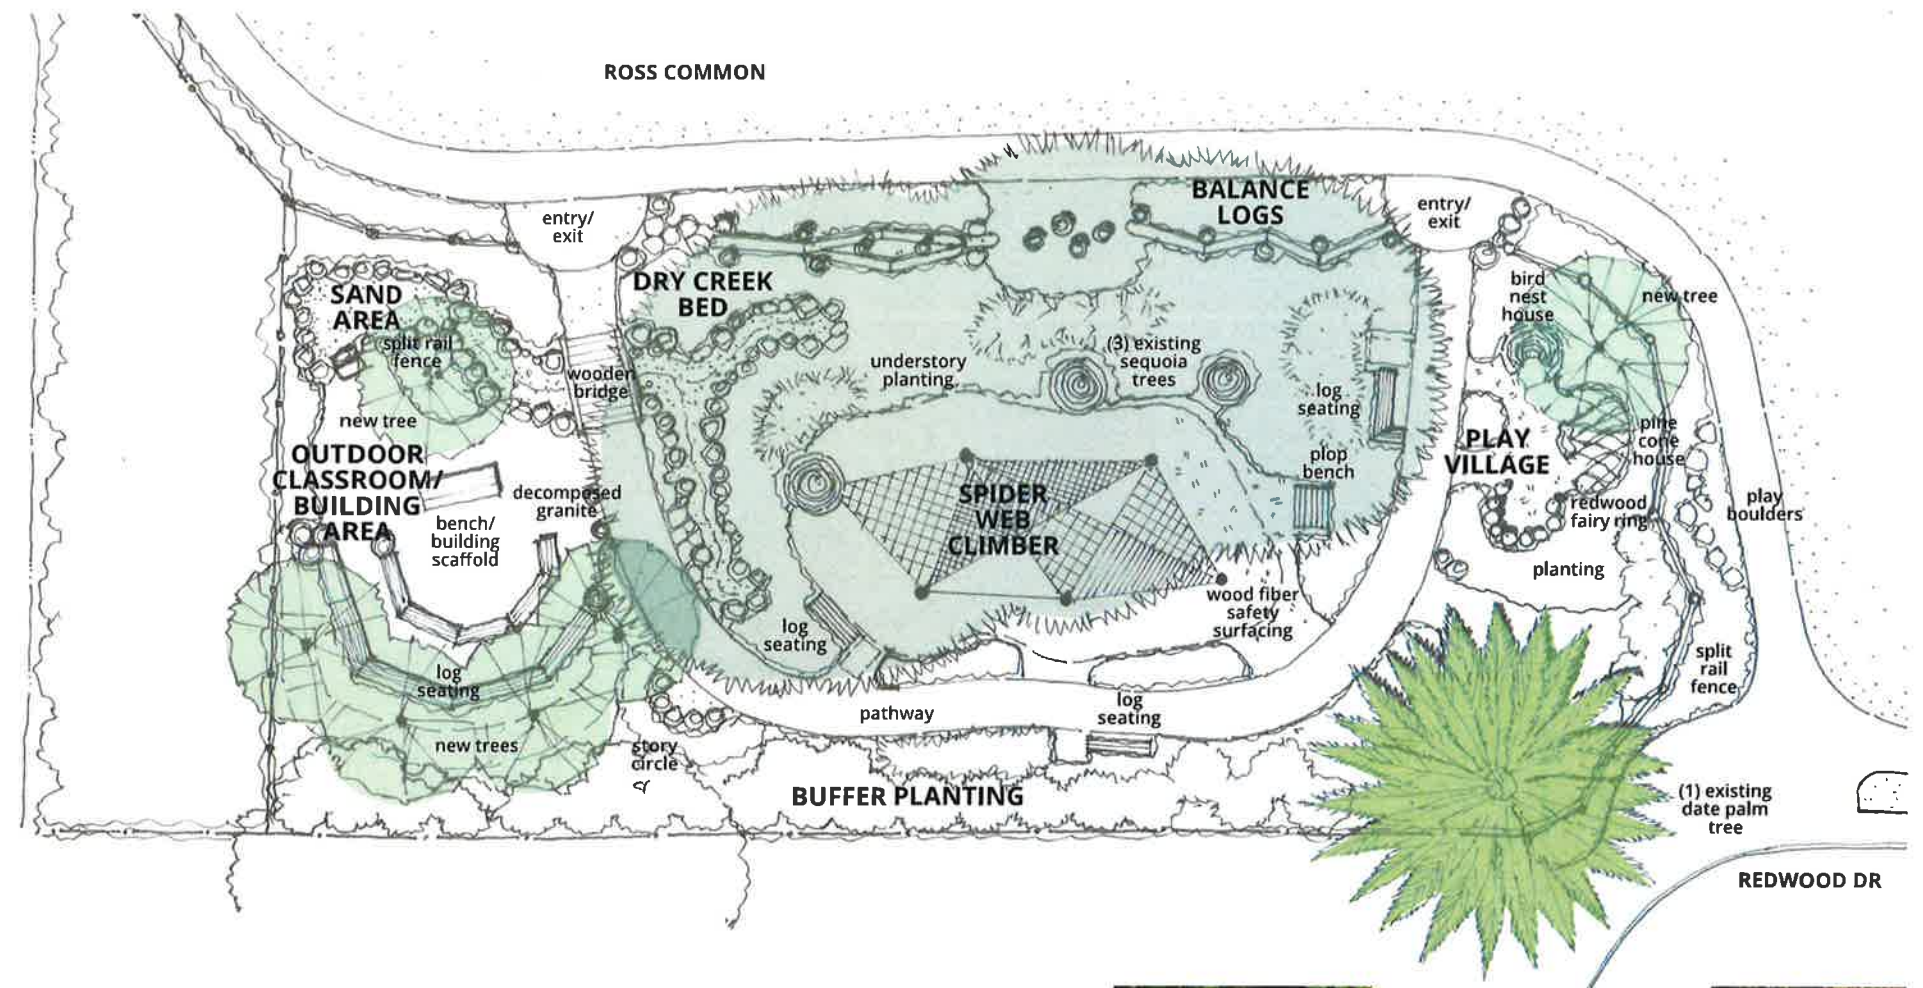 ROSS COMMON
BALANCE
LOGS
entry/
exit
entry/
exit
DRY CREEK
BED
SAND
AREA
split rail
fence
bird
nest
house
new tree
understory
planting
(3) existing
sequoia
trees
wooden
bridge
log
seating
new tree
pine
cone
house
PLAY
VILLAGE
OUTDOOR
CLASSROOM/
BUILDING
AREA
plop
bench
decomposed
granite
SPIDER
WEB
CLIMBER
redwood
fairy ring
play
boulders
bench/
building
scaffold
planting
wood fiber
safety
surfacing
log
seating
log
seating
split
rail
fence
pathway
log
seating
new trees
story
circle
BUFFER PLANTING
(1) existing
date palm
tree
REDWOOD DR